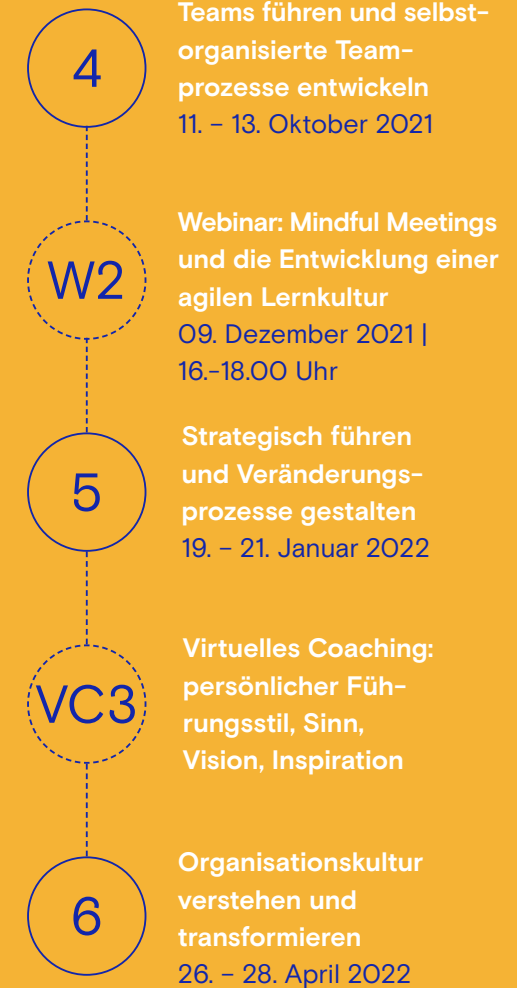 4
Teams führen und selbst-
organisierte Team-
prozesse entwickeln
11. – 13. Oktober 2021
W2
Webinar: Mindful Meetings
und die Entwicklung einer
agilen Lernkultur
09. Dezember 2021 |
16.-18.00 Uhr
5
Strategisch führen
und Veränderungs-
prozesse gestalten
19. – 21. Januar 2022
VC3
Virtuelles Coaching:
persönlicher Füh-
rungsstil, Sinn,
Vision, Inspiration
6
Organisationskultur
verstehen und
transformieren
26. – 28. April 2022